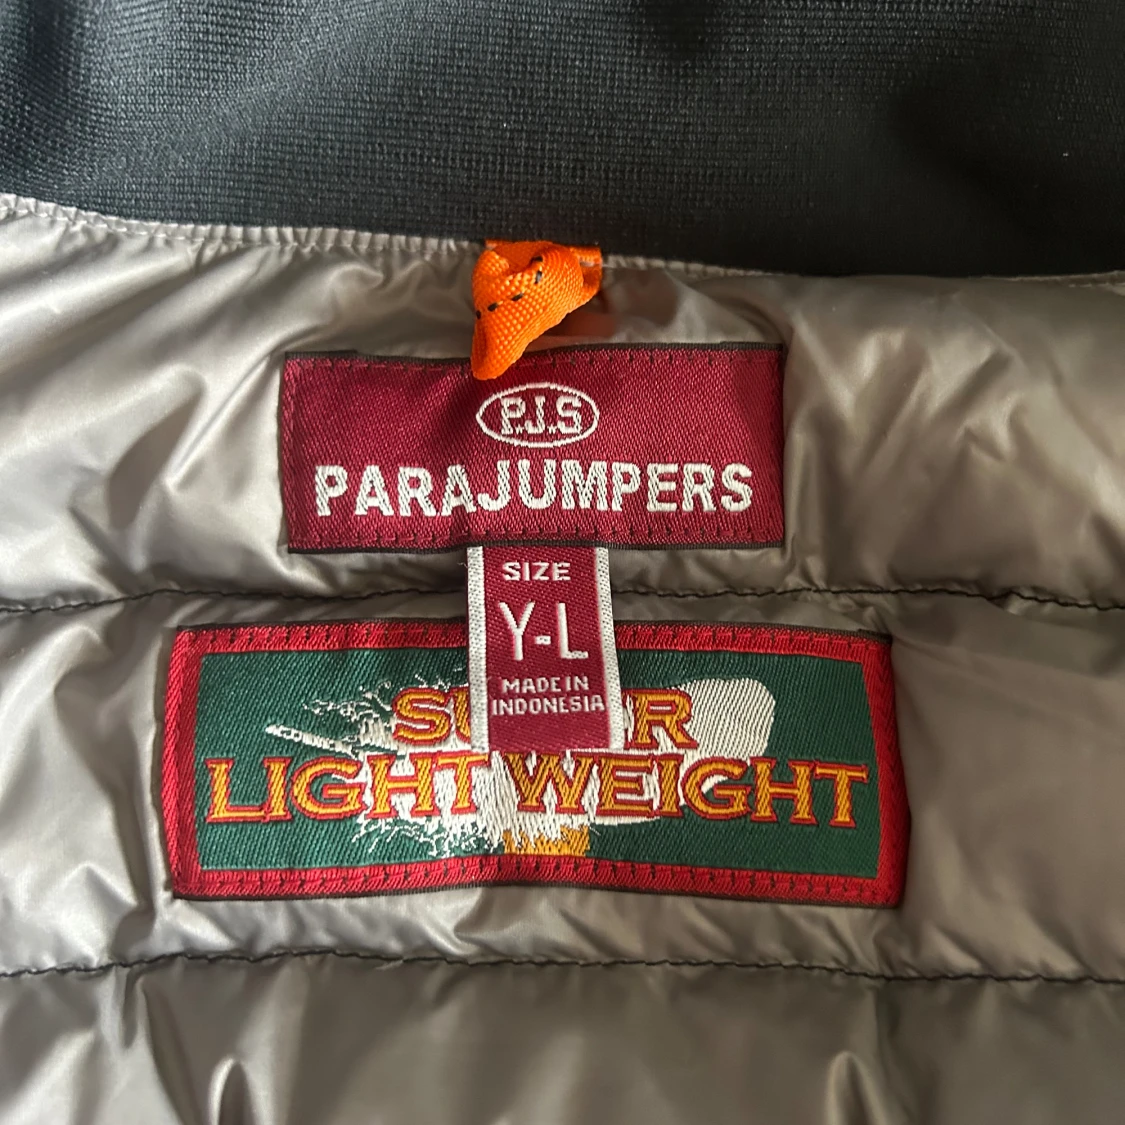 P.J.S
PARAJUMPERS
SIZE
Y-L
MADE IN
INDONESIA
LIGHT WEIGHT